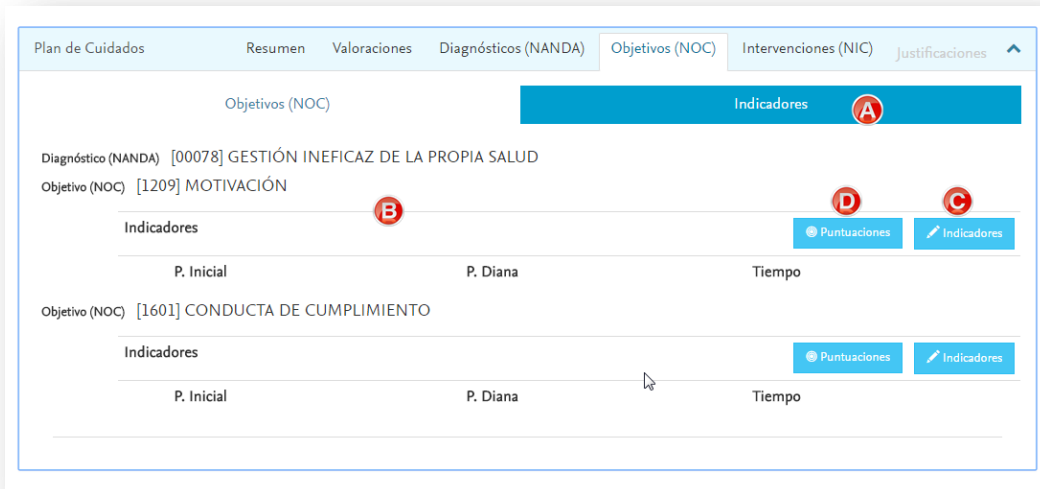 Plan de Cuidados Resumen Valoraciones Diagnósticos (NANDA) Objetivos (NOC) Intervenciones (NIC) Justificaciones
Objetivos (NOC) Indicadores A
Diagnóstico (NANDA) [00078] GESTIÓN INEFICAZ DE LA PROPIA SALUD
Objetivo (NOC) [1209] MOTIVACIÓN
B D C
Indicadores Puntuaciones Indicadores
P. Inicial P. Diana Tiempo
Objetivo (NOC) [1601] CONDUCTA DE CUMPLIMIENTO
Indicadores Puntuaciones Indicadores
P. Inicial P. Diana Tiempo